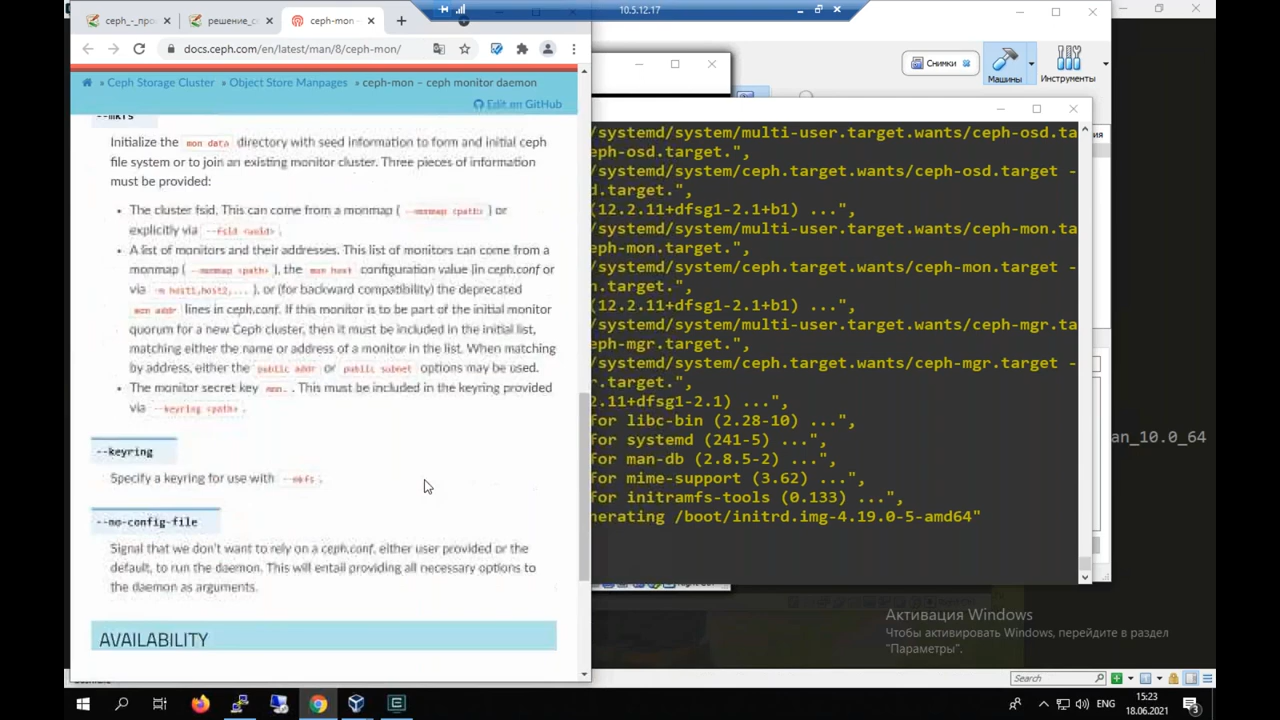 ceph_-_про
решение_с
ceph-mon –
10.5.12.17
docs.ceph.com/en/latest/man/8/ceph-mon/
Снимки
Машины
Инструменты
» Ceph Storage Cluster » Object Store Manpages » ceph-mon – ceph monitor daemon
Edit on GitHub
--mkfs
Initialize the mon data directory with seed information to form and initial ceph
file system or to join an existing monitor cluster. Three pieces of information
must be provided:
• The cluster fsid. This can come from a monmap ( --monmap <path> ) or
explicitly via --fsid <uuid> .
• A list of monitors and their addresses. This list of monitors can come from a
monmap ( --monmap <path> ), the mon host configuration value (in ceph.conf or
via -m host1,host2,... ), or (for backward compatibility) the deprecated
mon addr lines in ceph.conf. If this monitor is to be part of the initial monitor
quorum for a new Ceph cluster, then it must be included in the initial list,
matching either the name or address of a monitor in the list. When matching
by address, either the public addr or public subnet options may be used.
• The monitor secret key mon. . This must be included in the keyring provided
via --keyring <path> .
--keyring
Specify a keyring for use with --mkfs .
--no-config-file
Signal that we don't want to rely on a ceph.conf, either user provided or the
default, to run the daemon. This will entail providing all necessary options to
the daemon as arguments.
AVAILABILITY
/systemd/system/multi-user.target.wants/ceph-osd.ta
eph-osd.target.",
/systemd/system/ceph.target.wants/ceph-osd.target -
d.target.",
(12.2.11+dfsg1-2.1+b1) ...",
/systemd/system/multi-user.target.wants/ceph-mon.ta
eph-mon.target.",
/systemd/system/ceph.target.wants/ceph-mon.target -
n.target.",
(12.2.11+dfsg1-2.1+b1) ...",
/systemd/system/multi-user.target.wants/ceph-mgr.ta
eph-mgr.target.",
/systemd/system/ceph.target.wants/ceph-mgr.target -
r.target.",
2.11+dfsg1-2.1) ...",
for libc-bin (2.28-10) ...",
for systemd (241-5) ...",
for man-db (2.8.5-2) ...",
for mime-support (3.62) ...",
for initramfs-tools (0.133) ...",
nerating /boot/initrd.img-4.19.0-5-amd64"
ия
an_10.0_64
Активация Windows
Чтобы активировать Windows, перейдите в раздел
"Параметры".
Search
ENG
15:23
18.06.2021
3